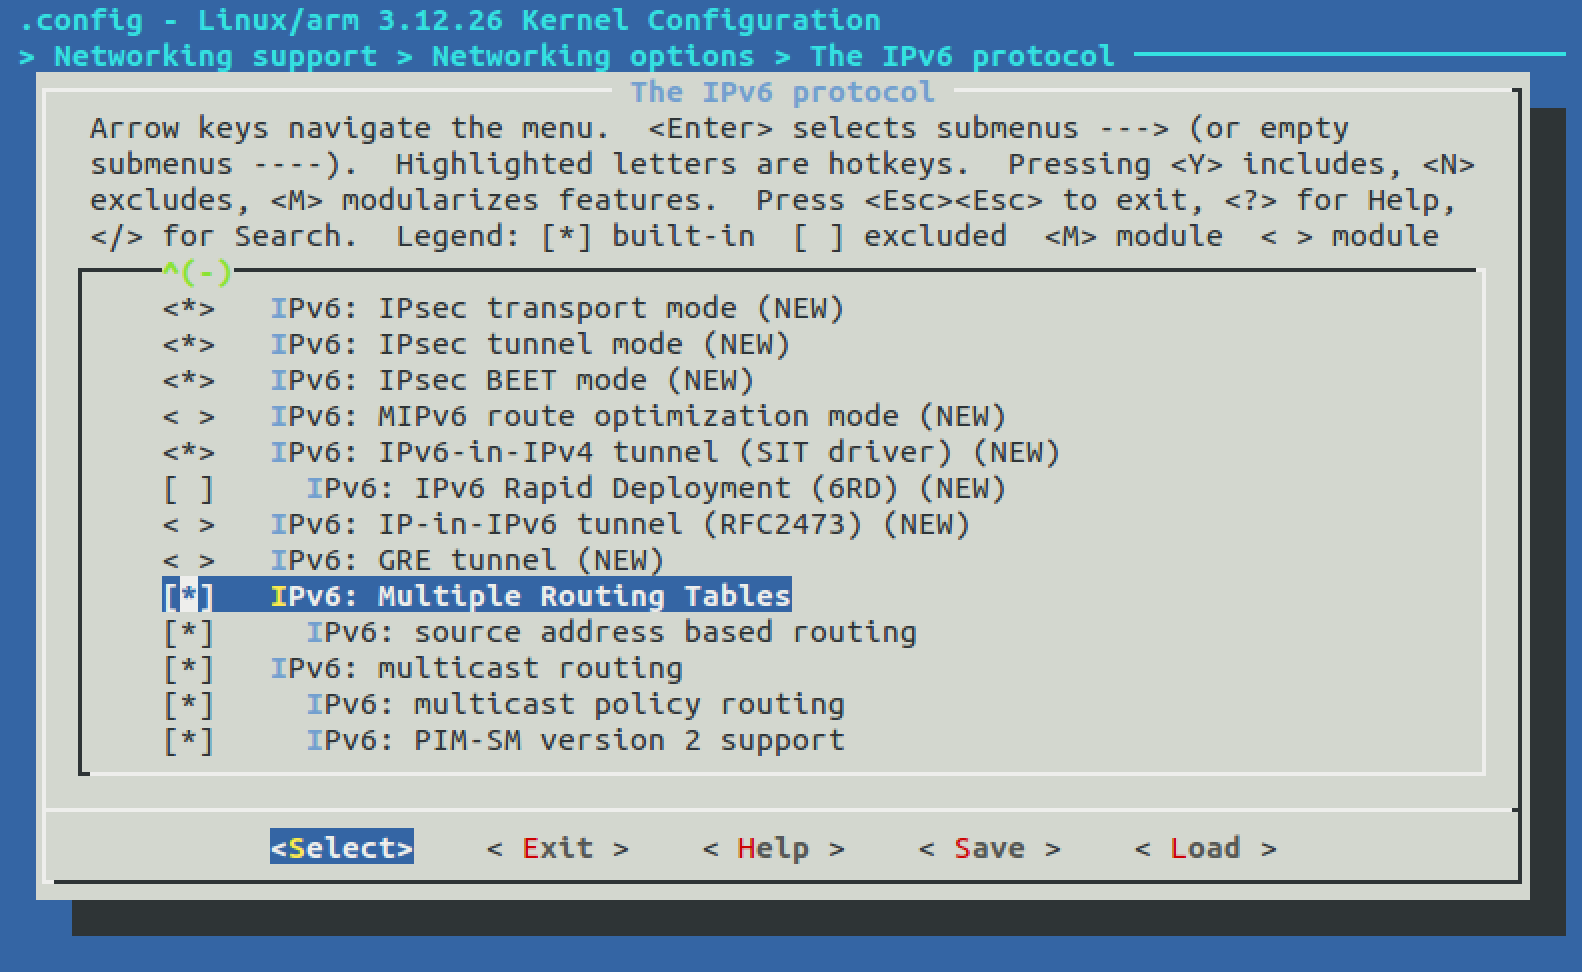 .config - Linux/arm 3.12.26 Kernel Configuration
> Networking support > Networking options > The IPv6 protocol
The IPv6 protocol
Arrow keys navigate the menu.  <Enter> selects submenus ---> (or empty
submenus ----).  Highlighted letters are hotkeys.  Pressing <Y> includes, <N>
excludes, <M> modularizes features.  Press <Esc><Esc> to exit, <?> for Help,
</> for Search.  Legend: [*] built-in  [ ] excluded  <M> module  < > module
^(-)
<*>   IPv6: IPsec transport mode (NEW)
<*>   IPv6: IPsec tunnel mode (NEW)
<*>   IPv6: IPsec BEET mode (NEW)
< >   IPv6: MIPv6 route optimization mode (NEW)
<*>   IPv6: IPv6-in-IPv4 tunnel (SIT driver) (NEW)
[ ]     IPv6: IPv6 Rapid Deployment (6RD) (NEW)
< >   IPv6: IP-in-IPv6 tunnel (RFC2473) (NEW)
< >   IPv6: GRE tunnel (NEW)
[*]   IPv6: Multiple Routing Tables
[*]     IPv6: source address based routing
[*]   IPv6: multicast routing
[*]     IPv6: multicast policy routing
[*]     IPv6: PIM-SM version 2 support
<Select>    < Exit >    < Help >    < Save >    < Load >